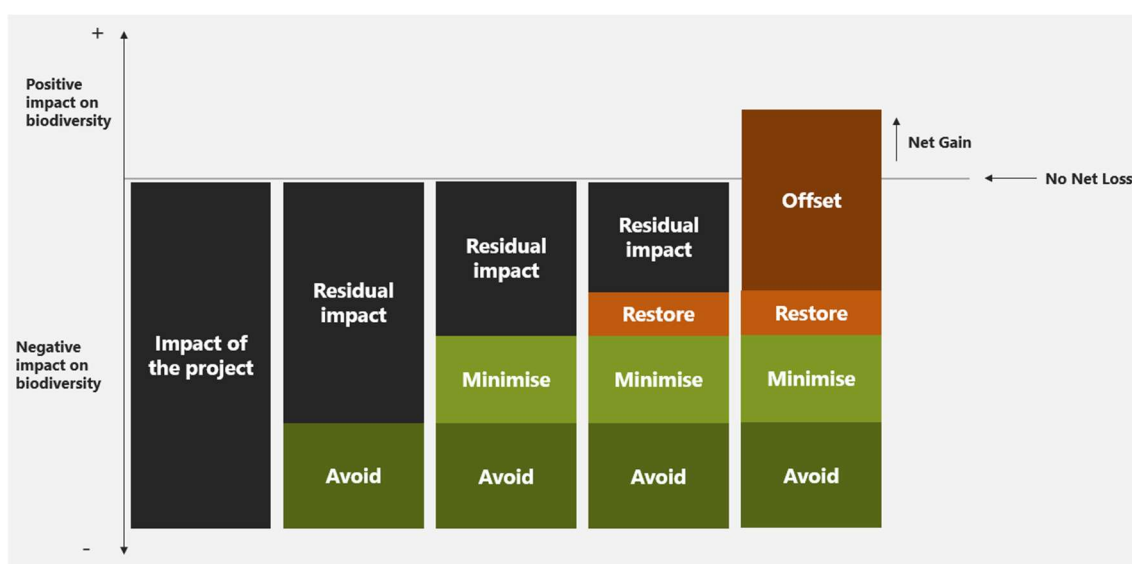 +
Positive
impact on
biodiversity
Net Gain
No Net Loss
Offset
Residual
impact
Residual
impact
Residual
impact
Restore
Restore
Impact of
the project
Negative
impact on
biodiversity
Minimise
Minimise
Minimise
Avoid
Avoid
Avoid
Avoid
-